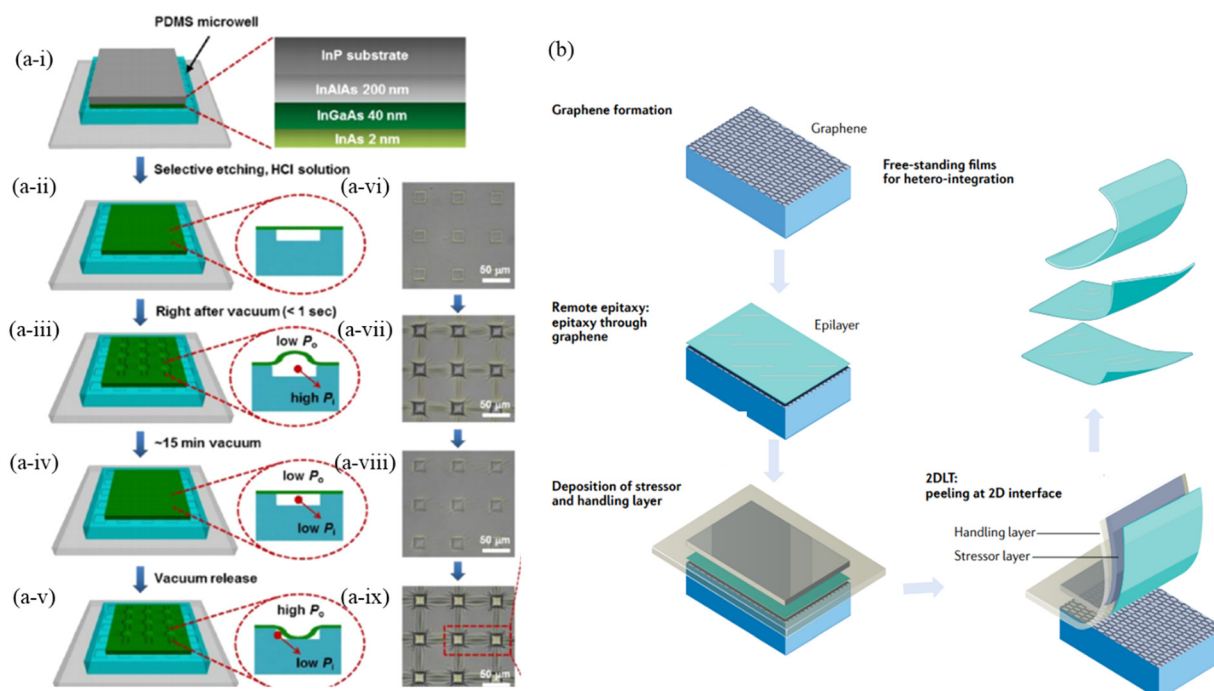 PDMS microwell
(a-i)
InP substrate
InAlAs 200 nm
InGaAs 40 nm
InAs 2 nm
Selective etching, HCl solution
(a-ii)
(a-vi)
50 μm
Right after vacuum (< 1 sec)
(a-iii)
(a-vii)
low Po
high Pi
50 μm
~15 min vacuum
(a-iv)
(a-viii)
low Po
low Pi
50 μm
Vacuum release
(a-v)
(a-ix)
high Po
low Pi
50 μm
(b)
Graphene formation
Graphene
Remote epitaxy:
epitaxy through
graphene
Epilayer
Deposition of stressor
and handling layer
2DLT:
peeling at 2D interface
Handling layer
Stressor layer
Free-standing films
for hetero-integration